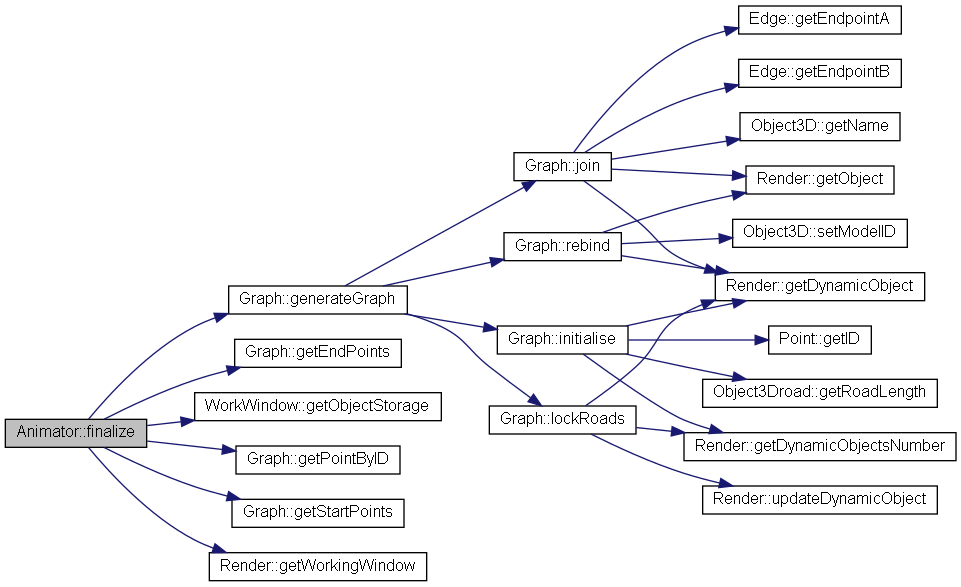 Animator::finalize
Graph::generateGraph
Graph::getEndPoints
WorkWindow::getObjectStorage
Graph::getPointByID
Graph::getStartPoints
Render::getWorkingWindow
Graph::join
Graph::rebind
Graph::initialise
Graph::lockRoads
Edge::getEndpointA
Edge::getEndpointB
Object3D::getName
Render::getObject
Object3D::setModelID
Render::getDynamicObject
Point::getID
Object3Droad::getRoadLength
Render::getDynamicObjectsNumber
Render::updateDynamicObject